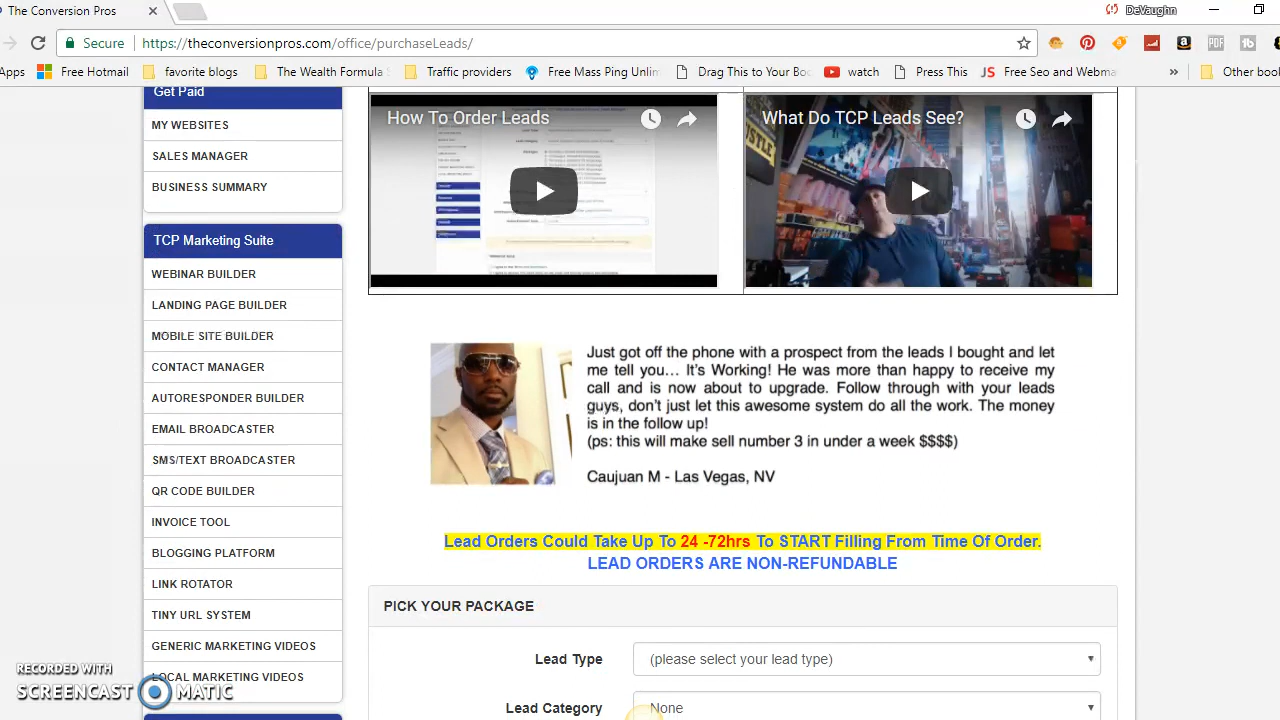 The Conversion Pros
DeVaughn
Secure
https://theconversionpros.com/office/purchaseLeads/
Apps
Free Hotmail
favorite blogs
The Wealth Formula
Traffic providers
Free Mass Ping Unlim
Drag This to Your Boo
watch
Press This
JS Free Seo and Webma
»
Other book
Get Paid
MY WEBSITES
SALES MANAGER
BUSINESS SUMMARY
TCP Marketing Suite
WEBINAR BUILDER
LANDING PAGE BUILDER
MOBILE SITE BUILDER
CONTACT MANAGER
AUTORESPONDER BUILDER
EMAIL BROADCASTER
SMS/TEXT BROADCASTER
QR CODE BUILDER
INVOICE TOOL
BLOGGING PLATFORM
LINK ROTATOR
TINY URL SYSTEM
GENERIC MARKETING VIDEOS
LOCAL MARKETING VIDEOS
How To Order Leads
What Do TCP Leads See?
Just got off the phone with a prospect from the leads I bought and let
me tell you... It's Working! He was more than happy to receive my
call and is now about to upgrade. Follow through with your leads
guys, don't just let this awesome system do all the work. The money
is in the follow up!
(ps: this will make sell number 3 in under a week $$$$)
Caujuan M - Las Vegas, NV
Lead Orders Could Take Up To 24 -72hrs To START Filling From Time Of Order.
LEAD ORDERS ARE NON-REFUNDABLE
PICK YOUR PACKAGE
Lead Type
(please select your lead type)
Lead Category
None
RECORDED WITH
SCREENCAST MATIC